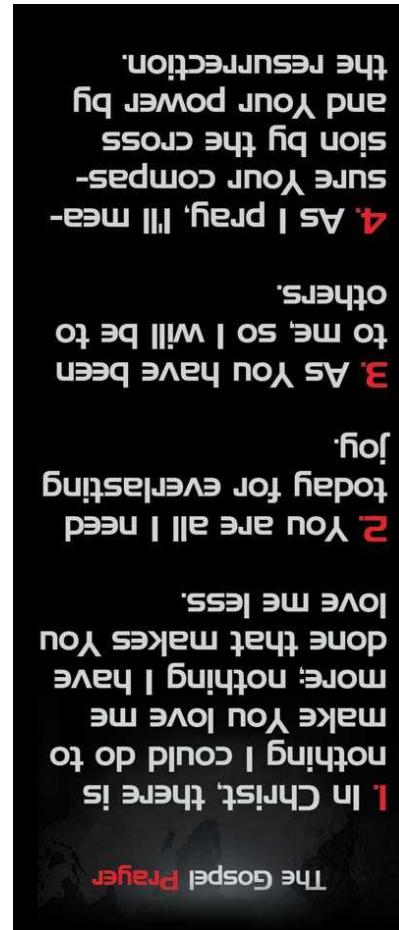 The Gospel Prayer
1. In Christ, there is
nothing I could do to
make You love me
more; nothing I have
done that makes You
love me less.
2. You are all I need
today for everlasting
joy.
3. As You have been
to me, so I will be to
others.
4. As I pray, I'll mea-
sure Your compas-
sion by the cross
and Your power by
the resurrection.